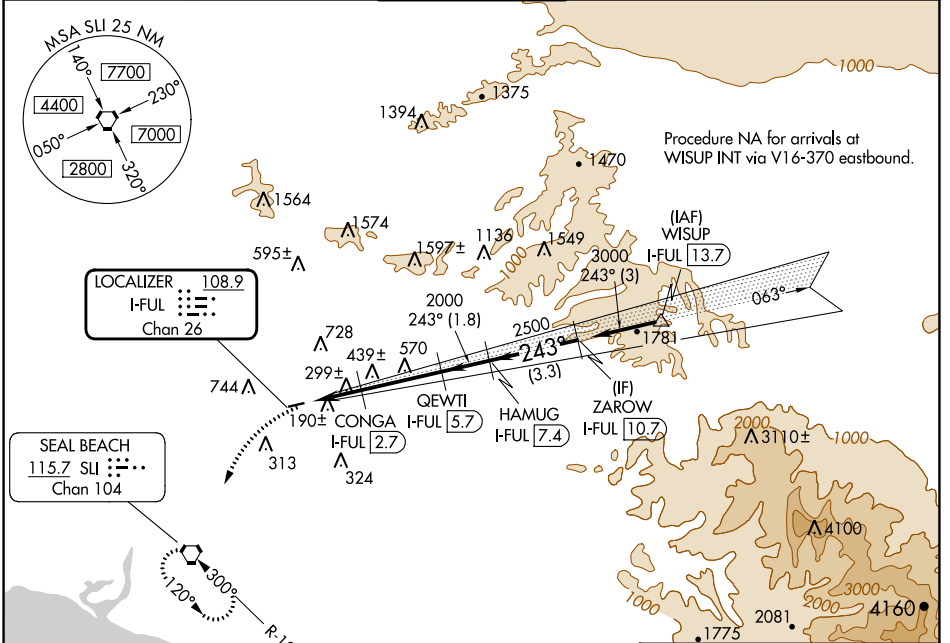 MSA SLI 25 NM
140°
7700
230°
4400
7000
050°
2800
320°
1375
1394
1000
Procedure NA for arrivals at
WISUP INT via V16-370 eastbound.
1470
1564
1574
595±
1597±
1136
1549
1000
3000
243° (3)
(IAF)
WISUP
I-FUL 13.7
LOCALIZER 108.9
I-FUL
Chan 26
2000
243° (1.8)
2500
243°
(3.3)
063°
1781
728
439±
570
299±
744
190±
CONGA
I-FUL 2.7
QEWTI
I-FUL 5.7
HAMUG
I-FUL 7.4
(IF)
ZAROW
I-FUL 10.7
313
324
SEAL BEACH
115.7 SLI
Chan 104
2000
3110±
1000
4100
300°
120°
1000
1775
2081
2000
3000
4160